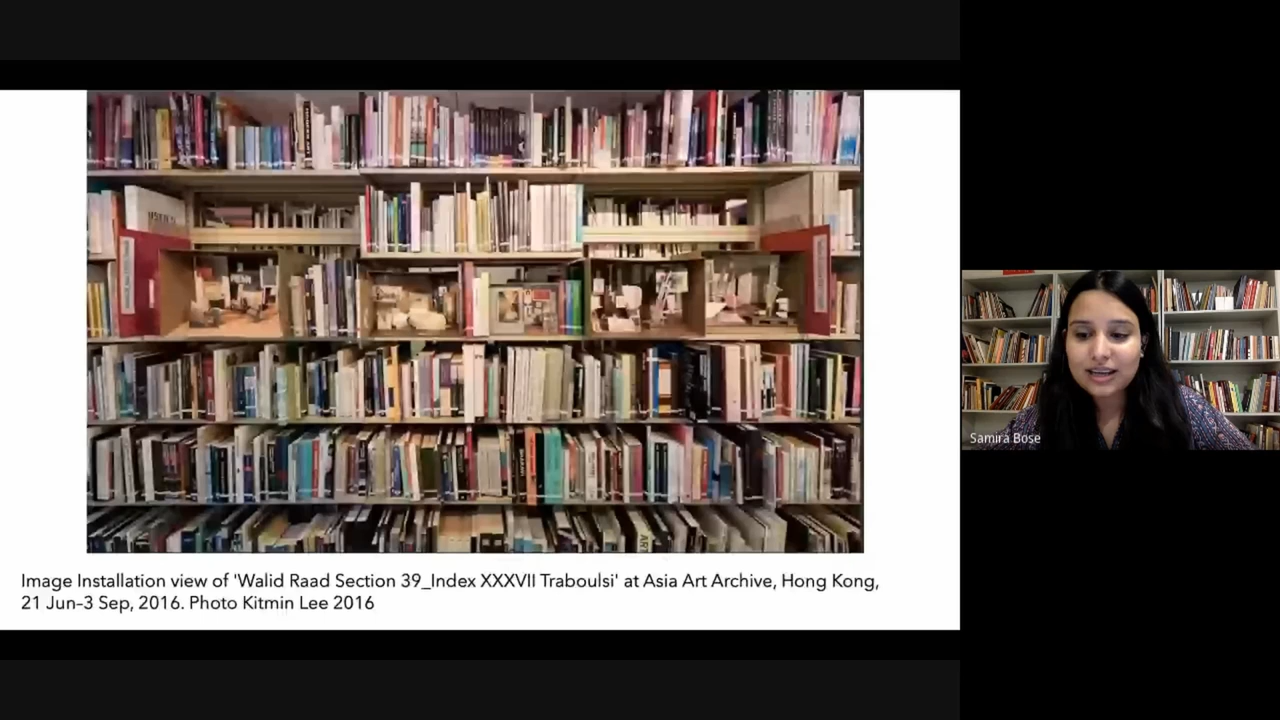 Image Installation view of 'Walid Raad Section 39_Index XXXVII Traboulsi' at Asia Art Archive, Hong Kong,
21 Jun–3 Sep, 2016. Photo Kitmin Lee 2016
Samira Bose